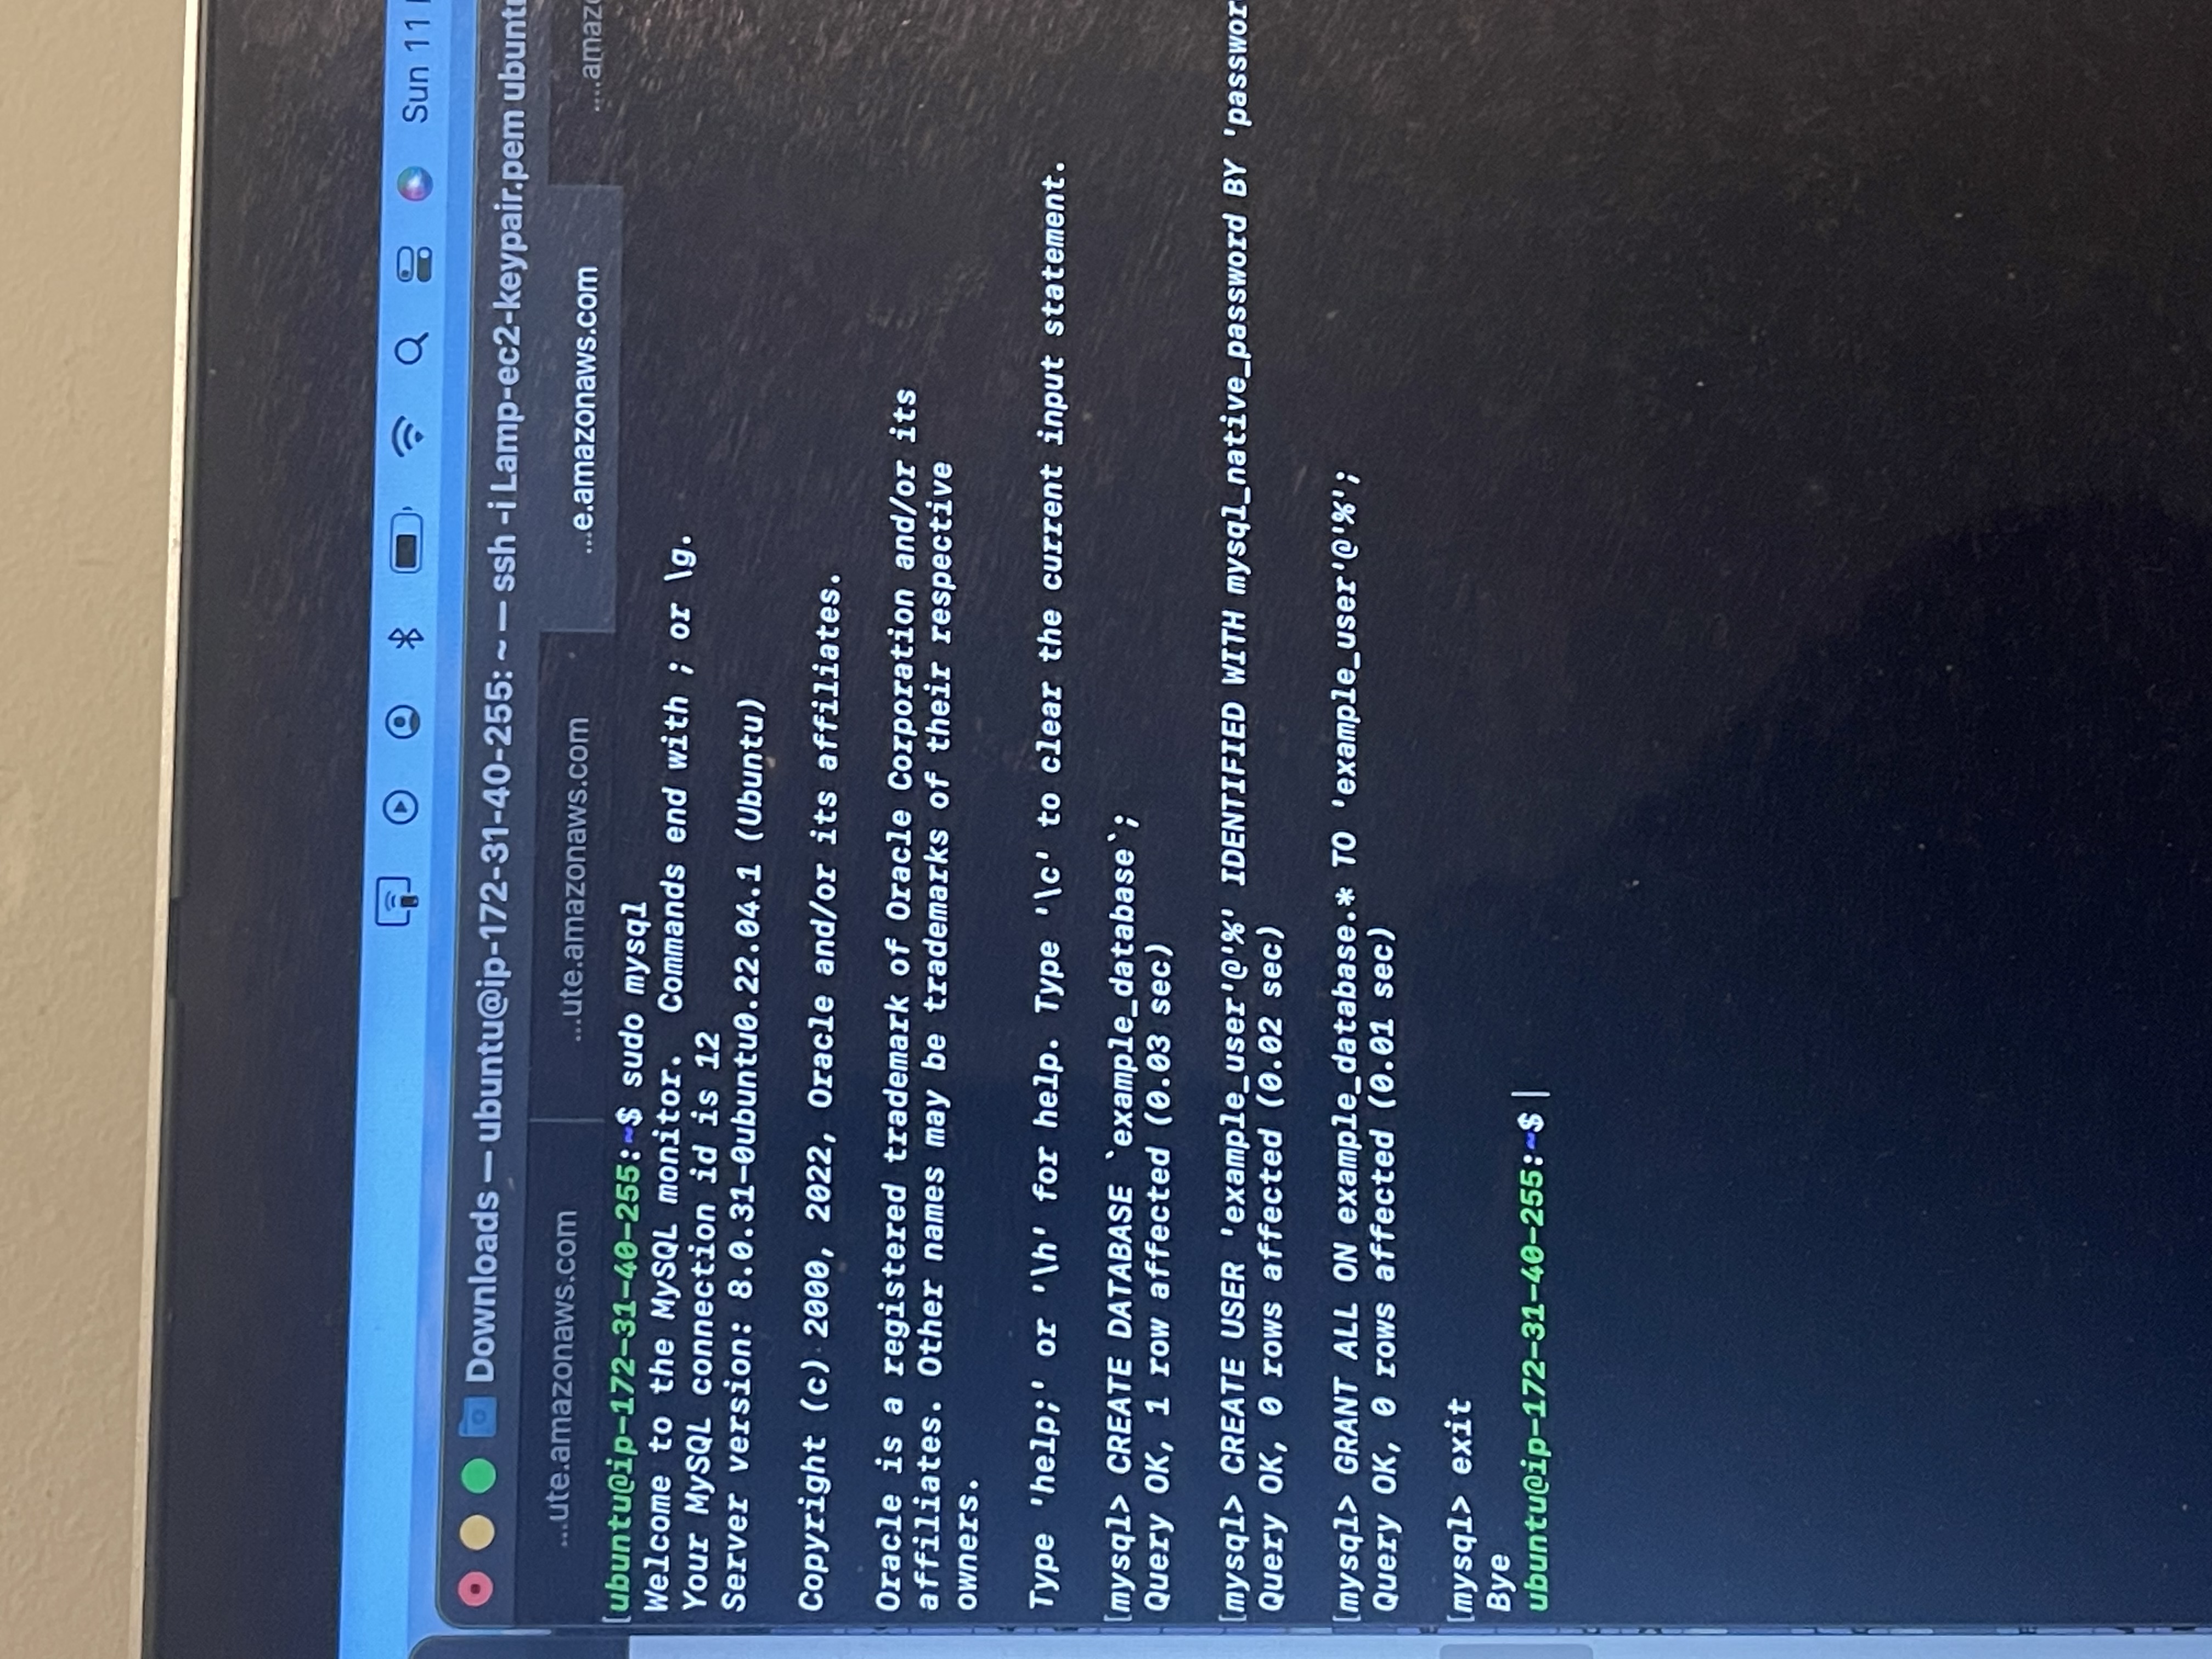 Sun 11
Downloads — ubuntu@ip-172-31-40-255: ~ — ssh -i Lamp-ec2-keypair.pem
...ute.amazonaws.com ...ute.amazonaws.com ...e.amazonaws.com
[ubuntu@ip-172-31-40-255:~$ sudo mysql
Welcome to the MySQL monitor.  Commands end with ; or \g.
Your MySQL connection id is 12
Server version: 8.0.31-0ubuntu0.22.04.1 (Ubuntu)
Copyright (c) 2000, 2022, Oracle and/or its affiliates.
Oracle is a registered trademark of Oracle Corporation and/or its
affiliates. Other names may be trademarks of their respective
owners.
Type 'help;' or '\h' for help. Type '\c' to clear the current input statement.
[mysql> CREATE DATABASE `example_database`;
Query OK, 1 row affected (0.03 sec)
[mysql> CREATE USER 'example_user'@'%' IDENTIFIED WITH mysql_native_password BY
Query OK, 0 rows affected (0.02 sec)
[mysql> GRANT ALL ON example_database.* TO 'example_user'@'%';
Query OK, 0 rows affected (0.01 sec)
[mysql> exit
Bye
ubuntu@ip-172-31-40-255:~$